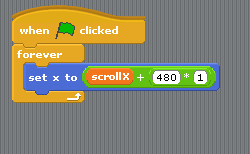 when clicked
forever
set x to scrollX + 480 * 1